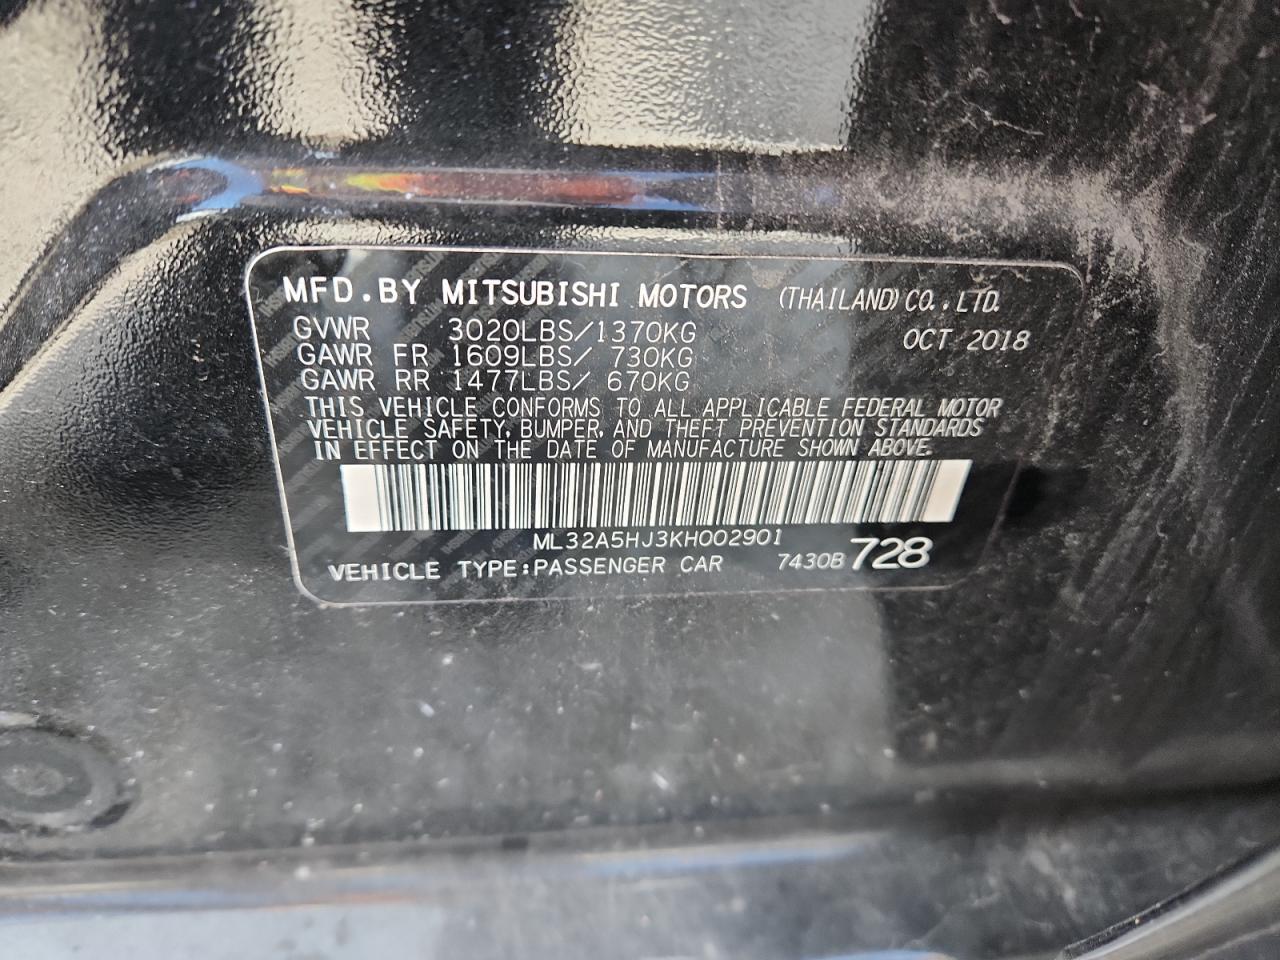 MFD.BY MITSUBISHI MOTORS (THAILAND) CO., LTD.
GVWR 3020LBS/1370KG OCT 2018
GAWR FR 1609LBS/ 730KG
GAWR RR 1477LBS/ 670KG
THIS VEHICLE CONFORMS TO ALL APPLICABLE FEDERAL MOTOR
VEHICLE SAFETY, BUMPER, AND THEFT PREVENTION STANDARDS
IN EFFECT ON THE DATE OF MANUFACTURE SHOWN ABOVE.
ML32A5HJ3KH002901
VEHICLE TYPE:PASSENGER CAR 7430B 728